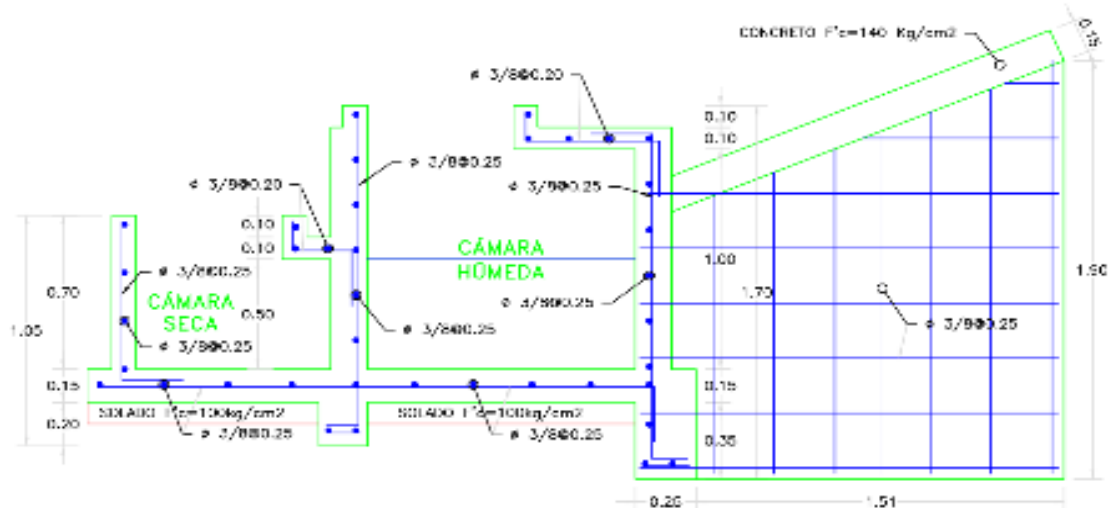 CONCRETO F'c=140 Kg/cm2
0.15
ø 3/8@0.20
0.10
0.10
ø 3/8@0.25
ø 3/8@0.20
ø 3/8@0.25
0.10
0.10
CÁMARA
HÚMEDA
1.00
1.90
ø 3/8@0.25
0.70
CÁMARA
SECA
0.50
1.70
ø 3/8@0.25
1.05
ø 3/8@0.25
ø 3/8@0.25
ø 3/8@0.25
0.15
0.15
SOLADO F'c=100kg/cm2
SOLADO F'c=100kg/cm2
0.20
ø 3/8@0.25
ø 3/8@0.25
0.35
1.51